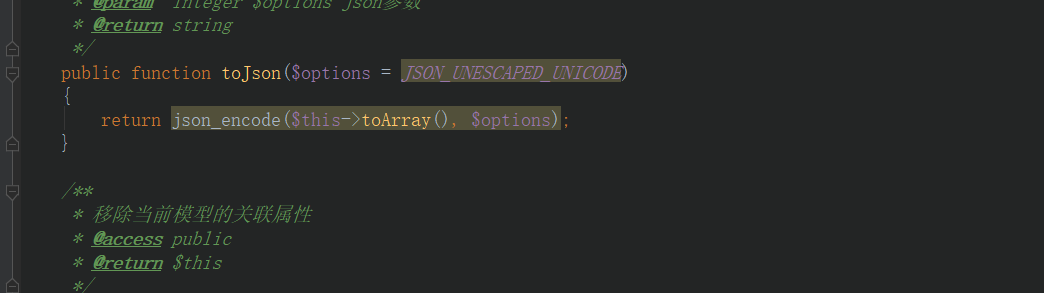 * @param  integer $options json参数
* @return string
*/
public function toJson($options = JSON_UNESCAPED_UNICODE)
{
return json_encode($this->toArray(), $options);
}
/**
* 移除当前模型的关联属性
* @access public
* @return $this
*/